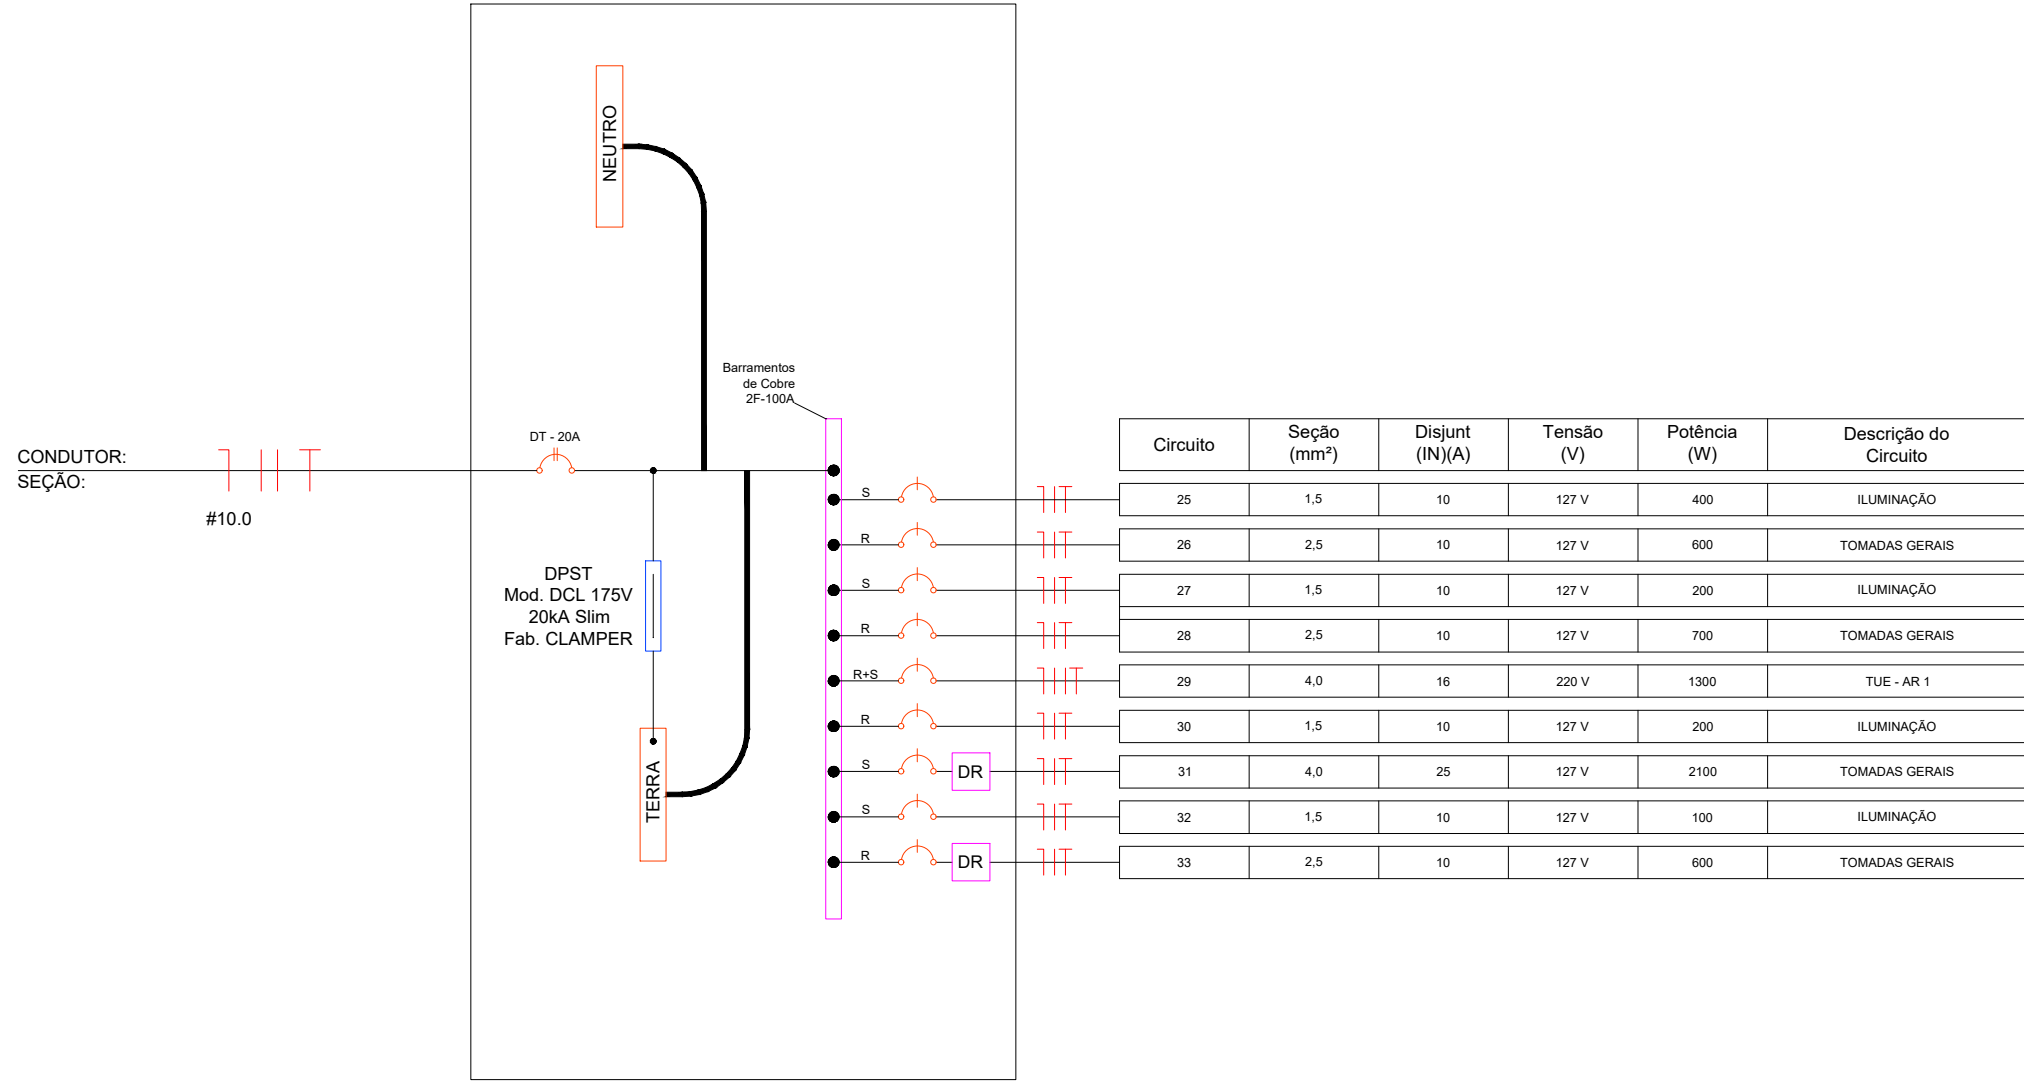 NEUTRO
Barramentos
de Cobre
2F-100A
DT - 20A
CONDUTOR:
SEÇÃO:
#10.0
DPST
Mod. DCL 175V
20kA Slim
Fab. CLAMPER
TERRA
Circuito Seção (mm²) Disjunt (IN)(A) Tensão (V) Potência (W) Descrição do Circuito
S 25 1,5 10 127 V 400 ILUMINAÇÃO
R 26 2,5 10 127 V 600 TOMADAS GERAIS
S 27 1,5 10 127 V 200 ILUMINAÇÃO
R 28 2,5 10 127 V 700 TOMADAS GERAIS
R+S 29 4,0 16 220 V 1300 TUE - AR 1
R 30 1,5 10 127 V 200 ILUMINAÇÃO
S DR 31 4,0 25 127 V 2100 TOMADAS GERAIS
S 32 1,5 10 127 V 100 ILUMINAÇÃO
R DR 33 2,5 10 127 V 600 TOMADAS GERAIS